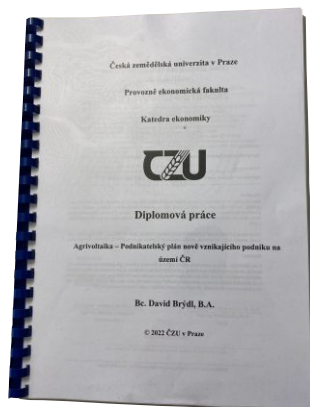 Česká zemědělská univerzita v Praze
Provozně ekonomická fakulta
Katedra ekonomiky
ČZU
Diplomová práce
Agrivoltaika – Podnikatelský plán nově vznikajícího podniku na
území ČR
Bc. David Brýdl, B.A.
© 2022 ČZU v Praze